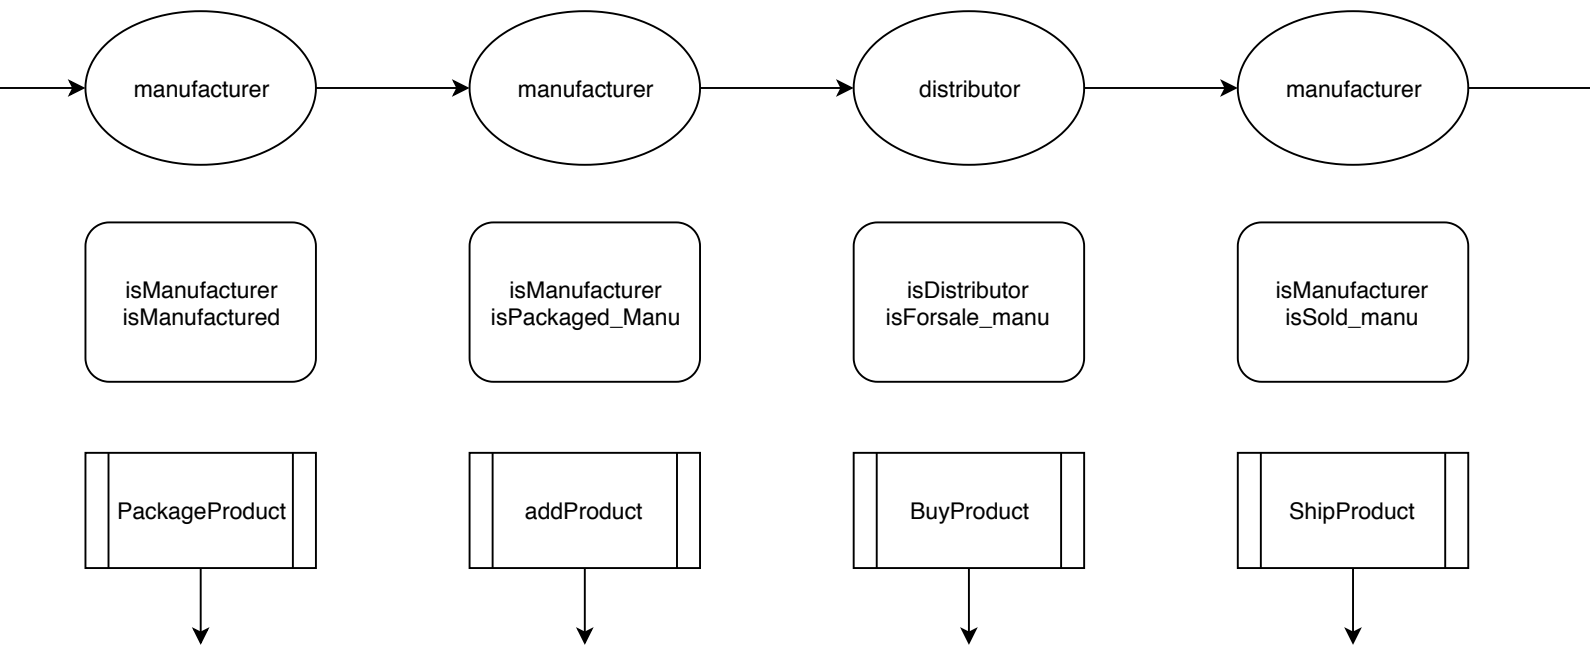 manufacturer
manufacturer
distributor
manufacturer
isManufacturer
isManufactured
isManufacturer
isPackaged_Manu
isDistributor
isForsale_manu
isManufacturer
isSold_manu
PackageProduct
addProduct
BuyProduct
ShipProduct